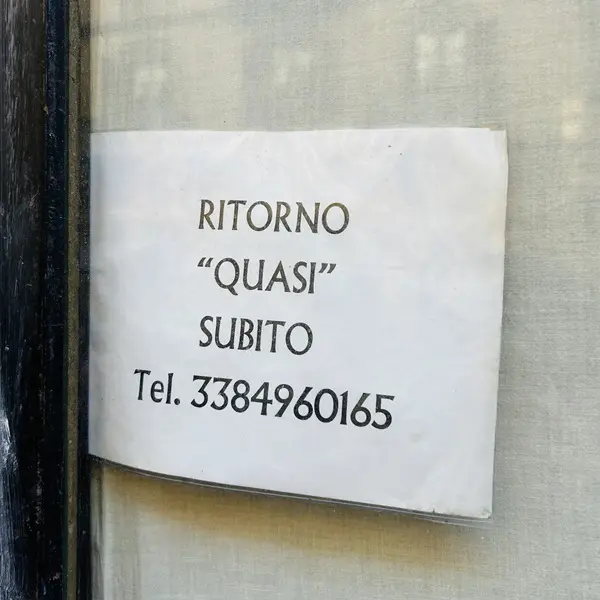 RITORNO
“QUASI”
SUBITO
Tel. 3384960165